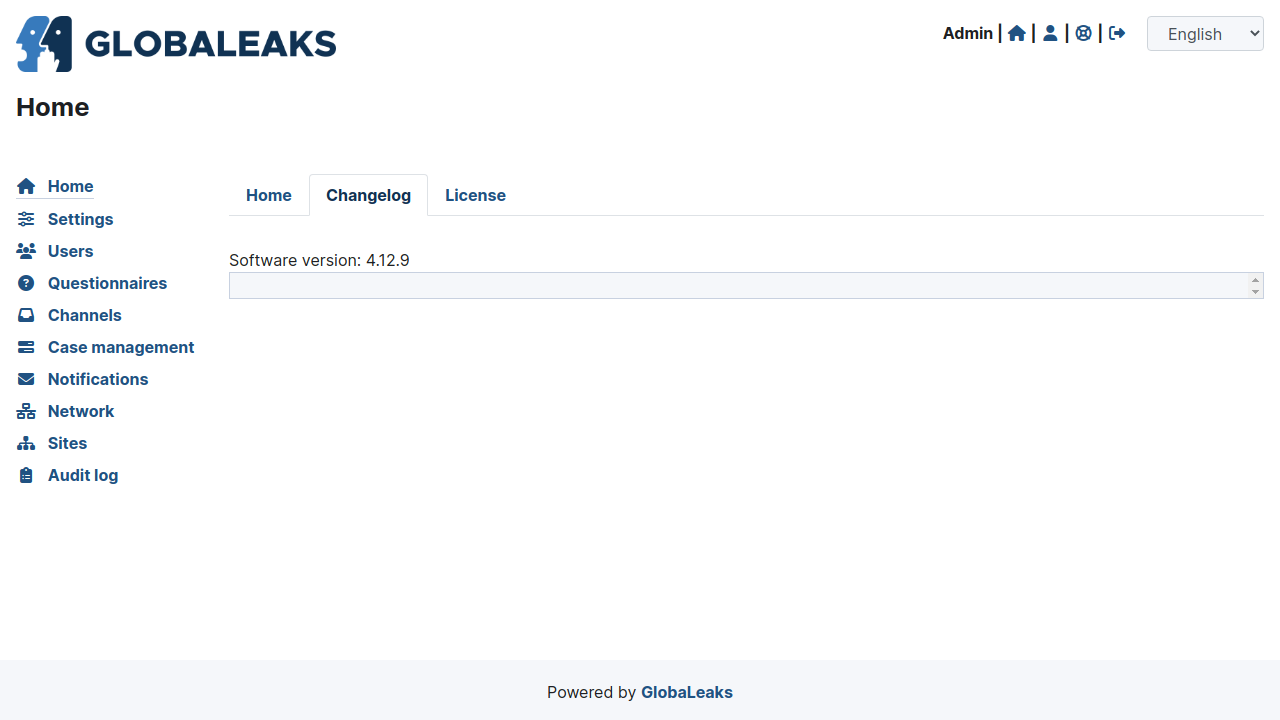 GLOBALEAKS
Admin | | | |
English
Home
Home
Settings
Users
Questionnaires
Channels
Case management
Notifications
Network
Sites
Audit log
Home Changelog License
Software version: 4.12.9
Powered by GlobaLeaks